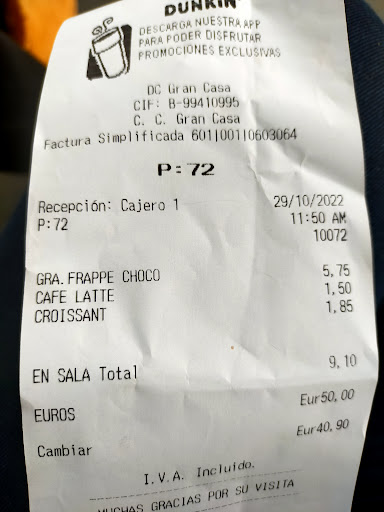 DUNKIN'
DESCARGA NUESTRA APP
PARA PODER DISFRUTAR
PROMOCIONES EXCLUSIVAS
DC Gran Casa
CIF: B-99410995
C. C. Gran Casa
Factura Simplificada 601|001|0603064
P: 72
Recepción: Cajero 1 29/10/2022
P:72 11:50 AM
10072
GRA. FRAPPE CHOCO 5,75
CAFE LATTE 1,50
CROISSANT 1,85
EN SALA Total 9,10
EUROS Eur50,00
Cambiar Eur40,90
I.V.A. Incluido.
MUCHAS GRACIAS POR SU VISITA